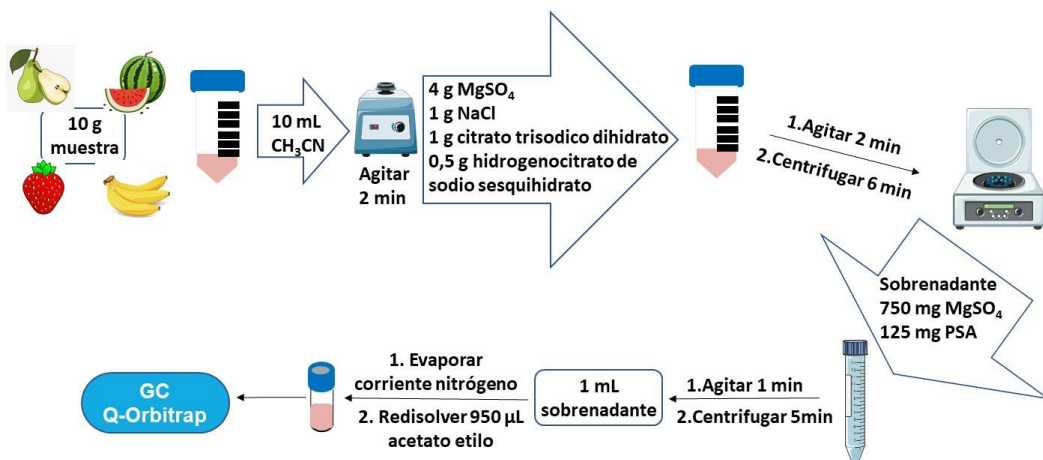 10 g
muestra
10 mL
CH₃CN
Agitar
2 min
4 g MgSO₄
1 g NaCl
1 g citrato trisodico dihidrato
0,5 g hidrogenocitrato de
sodio sesquihidrato
1.Agitar 2 min
2.Centrifugar 6 min
Sobrenadante
750 mg MgSO₄
125 mg PSA
1.Agitar 1 min
2.Centrifugar 5min
1 mL
sobrenadante
1. Evaporar
corriente nitrógeno
2. Redisolver 950 µL
acetato etilo
GC
Q-Orbitrap